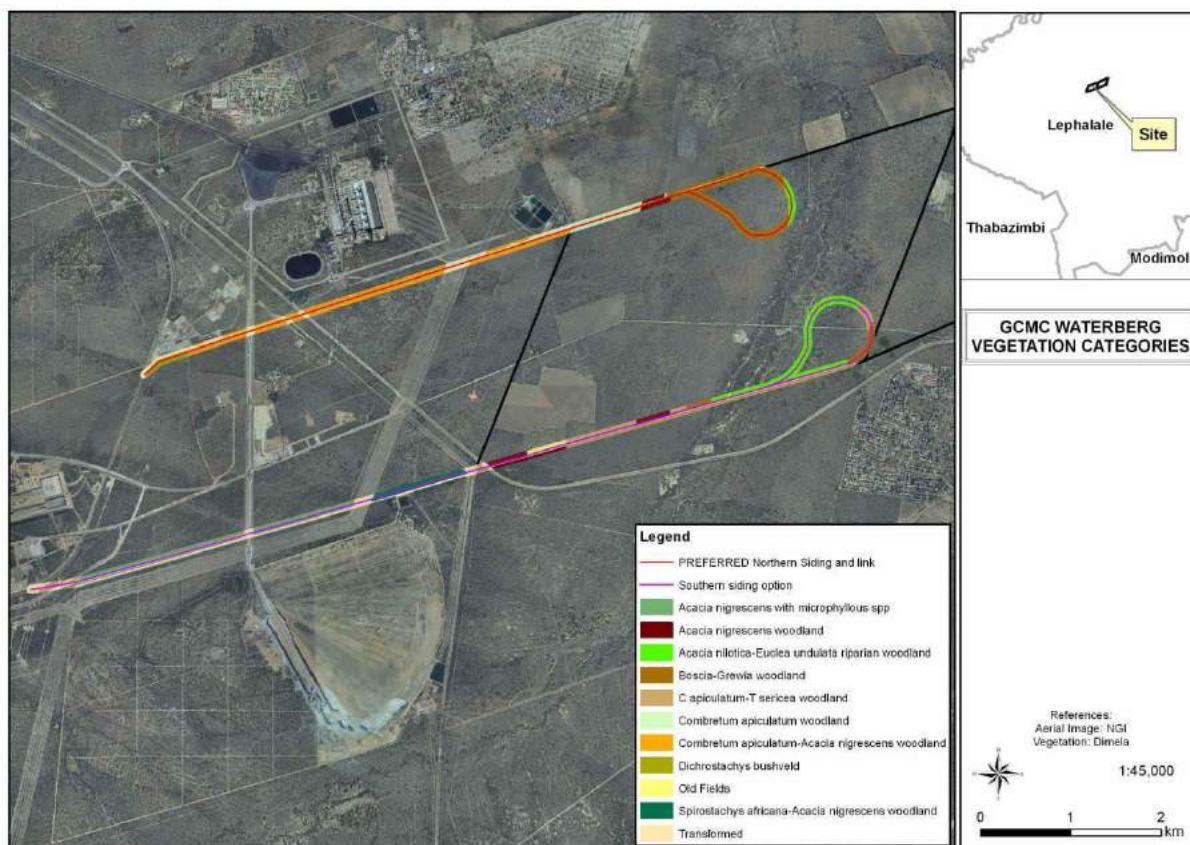 Lephalale
Site
Thabazimbi
Modimol
GCMC WATERBERG
VEGETATION CATEGORIES
Legend
PREFERRED Northern Siding and link
Southern siding option
Acacia nigrescens with microphyllous spp
Acacia nigrescens woodland
Acacia nilotica-Euclea undulata riparian woodland
Boscia-Grewia woodland
C apiculatum-T sericea woodland
Combretum apiculatum woodland
Combretum apiculatum-Acacia nigrescens woodland
Dichrostachys bushveld
Old Fields
Spirostachys africana-Acacia nigrescens woodland
Transformed
References:
Aerial Image: NGI
Vegetation: Dimela
1:45,000
0 1 2
km